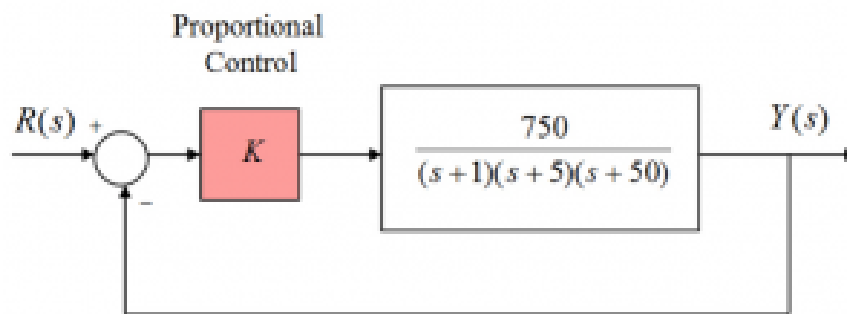 Proportional
Control
R(s) +
K
750
(s+1)(s+5)(s+50)
Y(s)
−